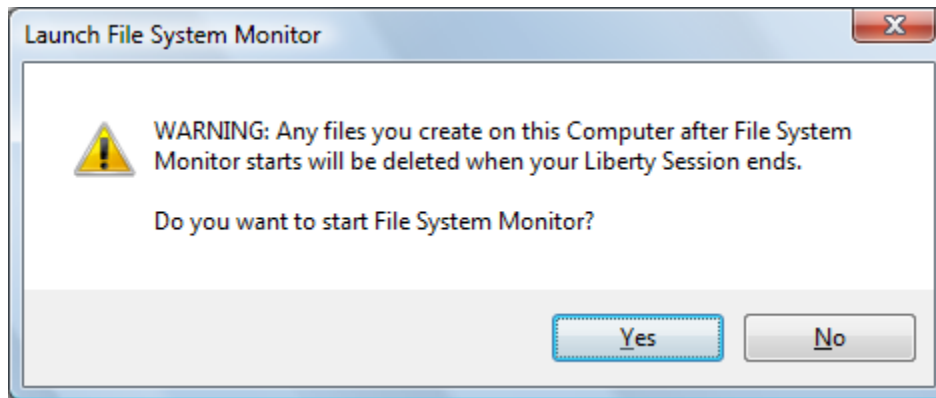 Launch File System Monitor
WARNING: Any files you create on this Computer after File System
Monitor starts will be deleted when your Liberty Session ends.
Do you want to start File System Monitor?
Yes
No